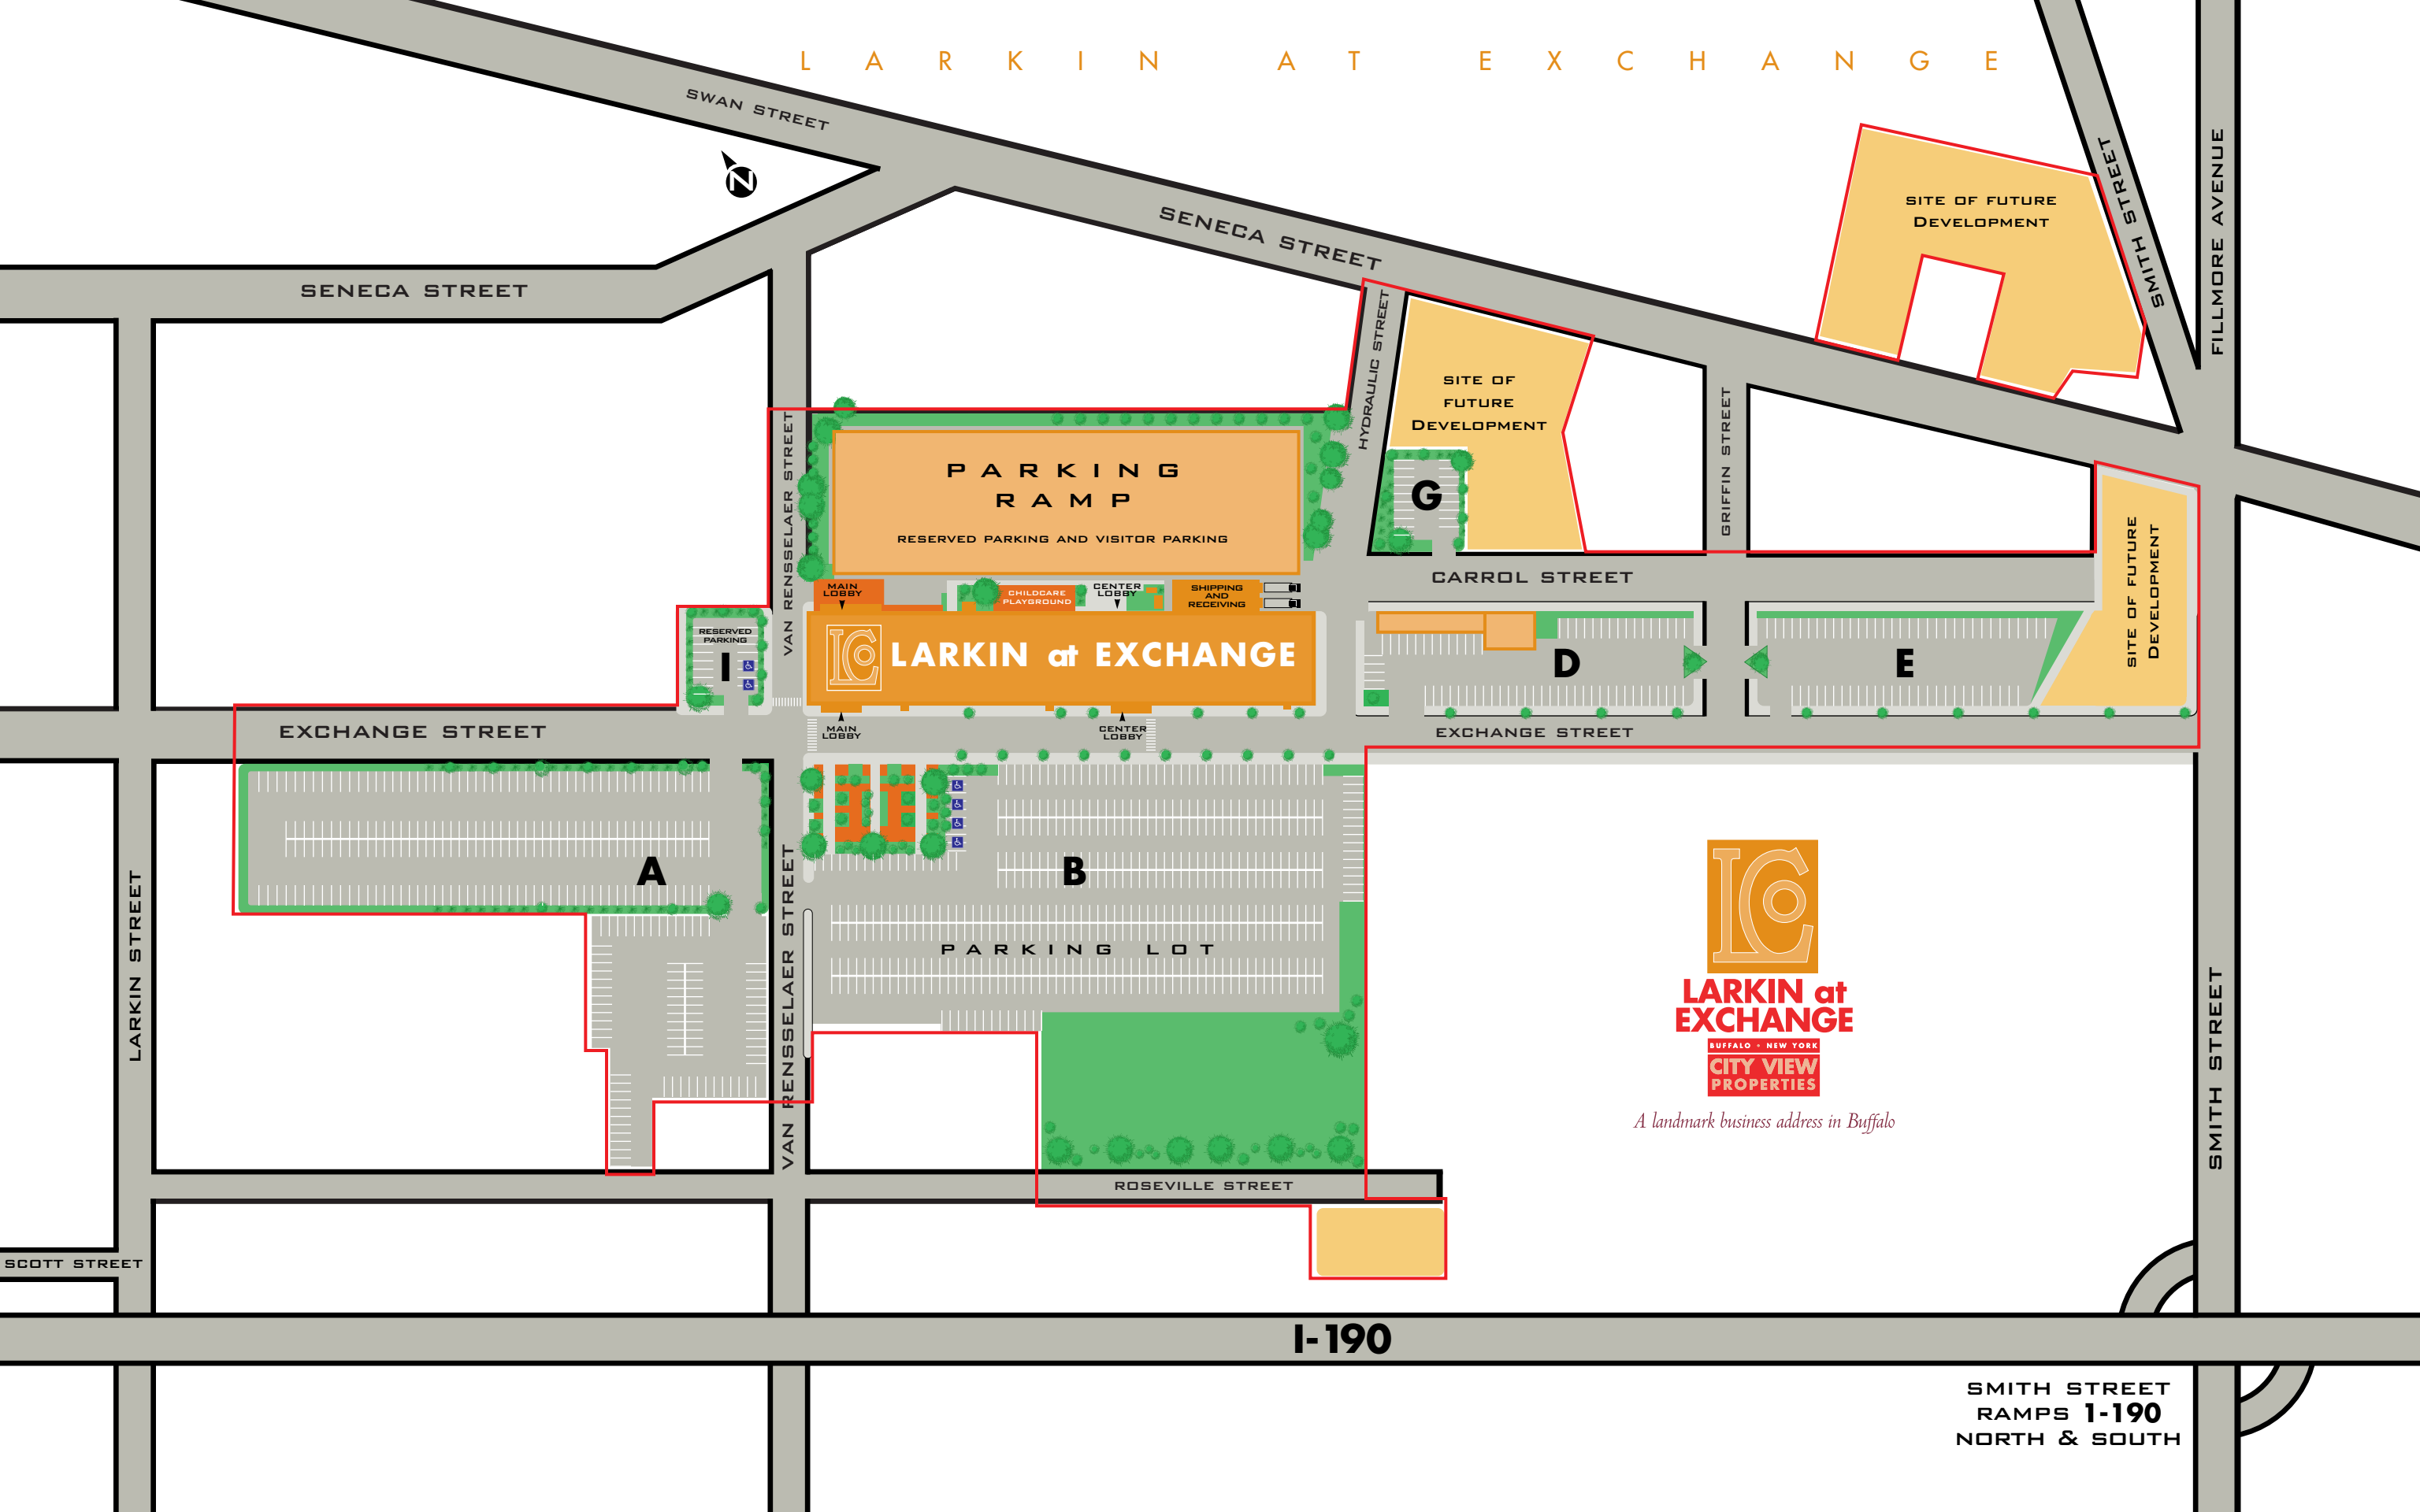 LARKIN AT EXCHANGE
SWAN STREET
N
SENECA STREET
SENECA STREET
SMITH STREET
FILLMORE AVENUE
SITE OF FUTURE
DEVELOPMENT
HYDRAULIC STREET
SITE OF
FUTURE
DEVELOPMENT
GRIFFIN STREET
VAN RENSSELAER STREET
PARKING
RAMP
RESERVED PARKING AND VISITOR PARKING
G
SITE OF FUTURE
DEVELOPMENT
CARROL STREET
MAIN
LOBBY
CHILDCARE
PLAYGROUND
CENTER
LOBBY
SHIPPING
AND
RECEIVING
RESERVED
PARKING
I
LCo
LARKIN at EXCHANGE
D
E
EXCHANGE STREET
MAIN
LOBBY
CENTER
LOBBY
EXCHANGE STREET
A
B
PARKING LOT
LARKIN STREET
VAN RENSSELAER STREET
SMITH STREET
LCo
LARKIN at
EXCHANGE
BUFFALO • NEW YORK
CITY VIEW
PROPERTIES
A landmark business address in Buffalo
ROSEVILLE STREET
SCOTT STREET
I-190
SMITH STREET
RAMPS 1-190
NORTH & SOUTH